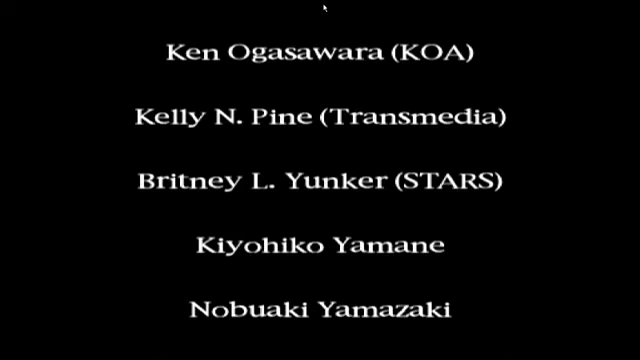 Ken Ogasawara (KOA)
Kelly N. Pine (Transmedia)
Britney L. Yunker (STARS)
Kiyohiko Yamane
Nobuaki Yamazaki